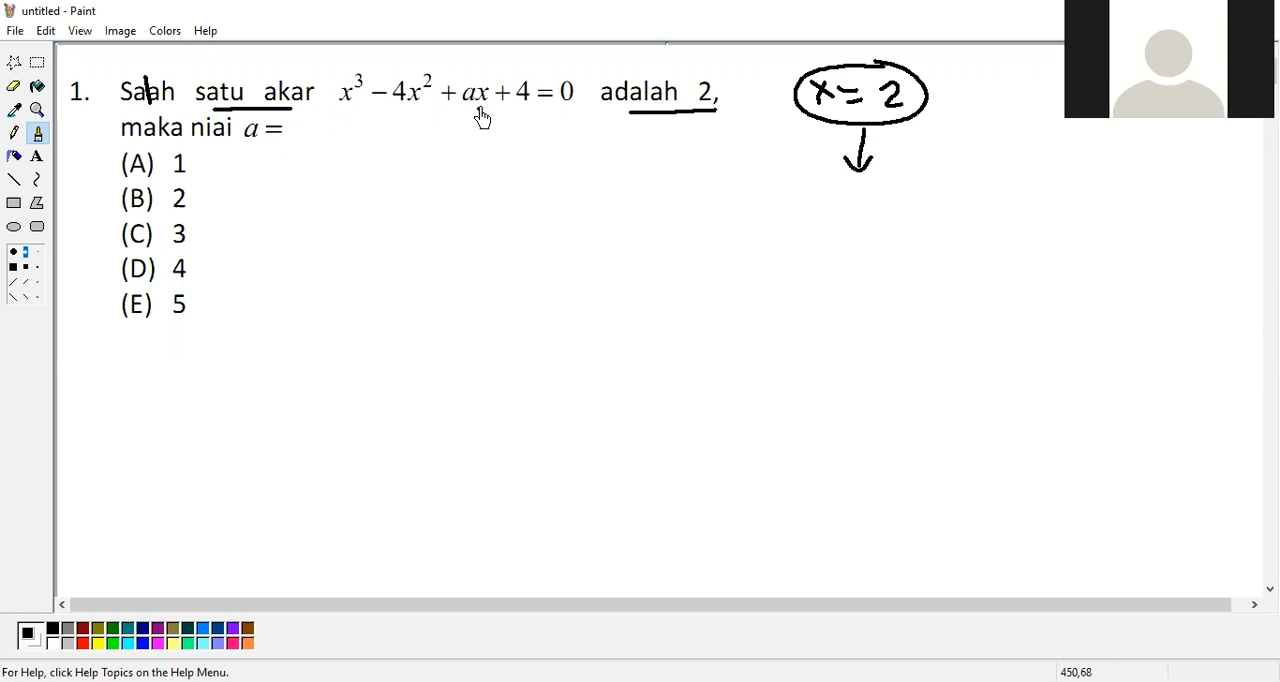 untitled - Paint
File Edit View Image Colors Help
1. Saah satu akar x³ − 4x² + ax + 4 = 0 adalah 2,
maka niai a =
(A) 1
(B) 2
(C) 3
(D) 4
(E) 5
x = 2
For Help, click Help Topics on the Help Menu.
450,68